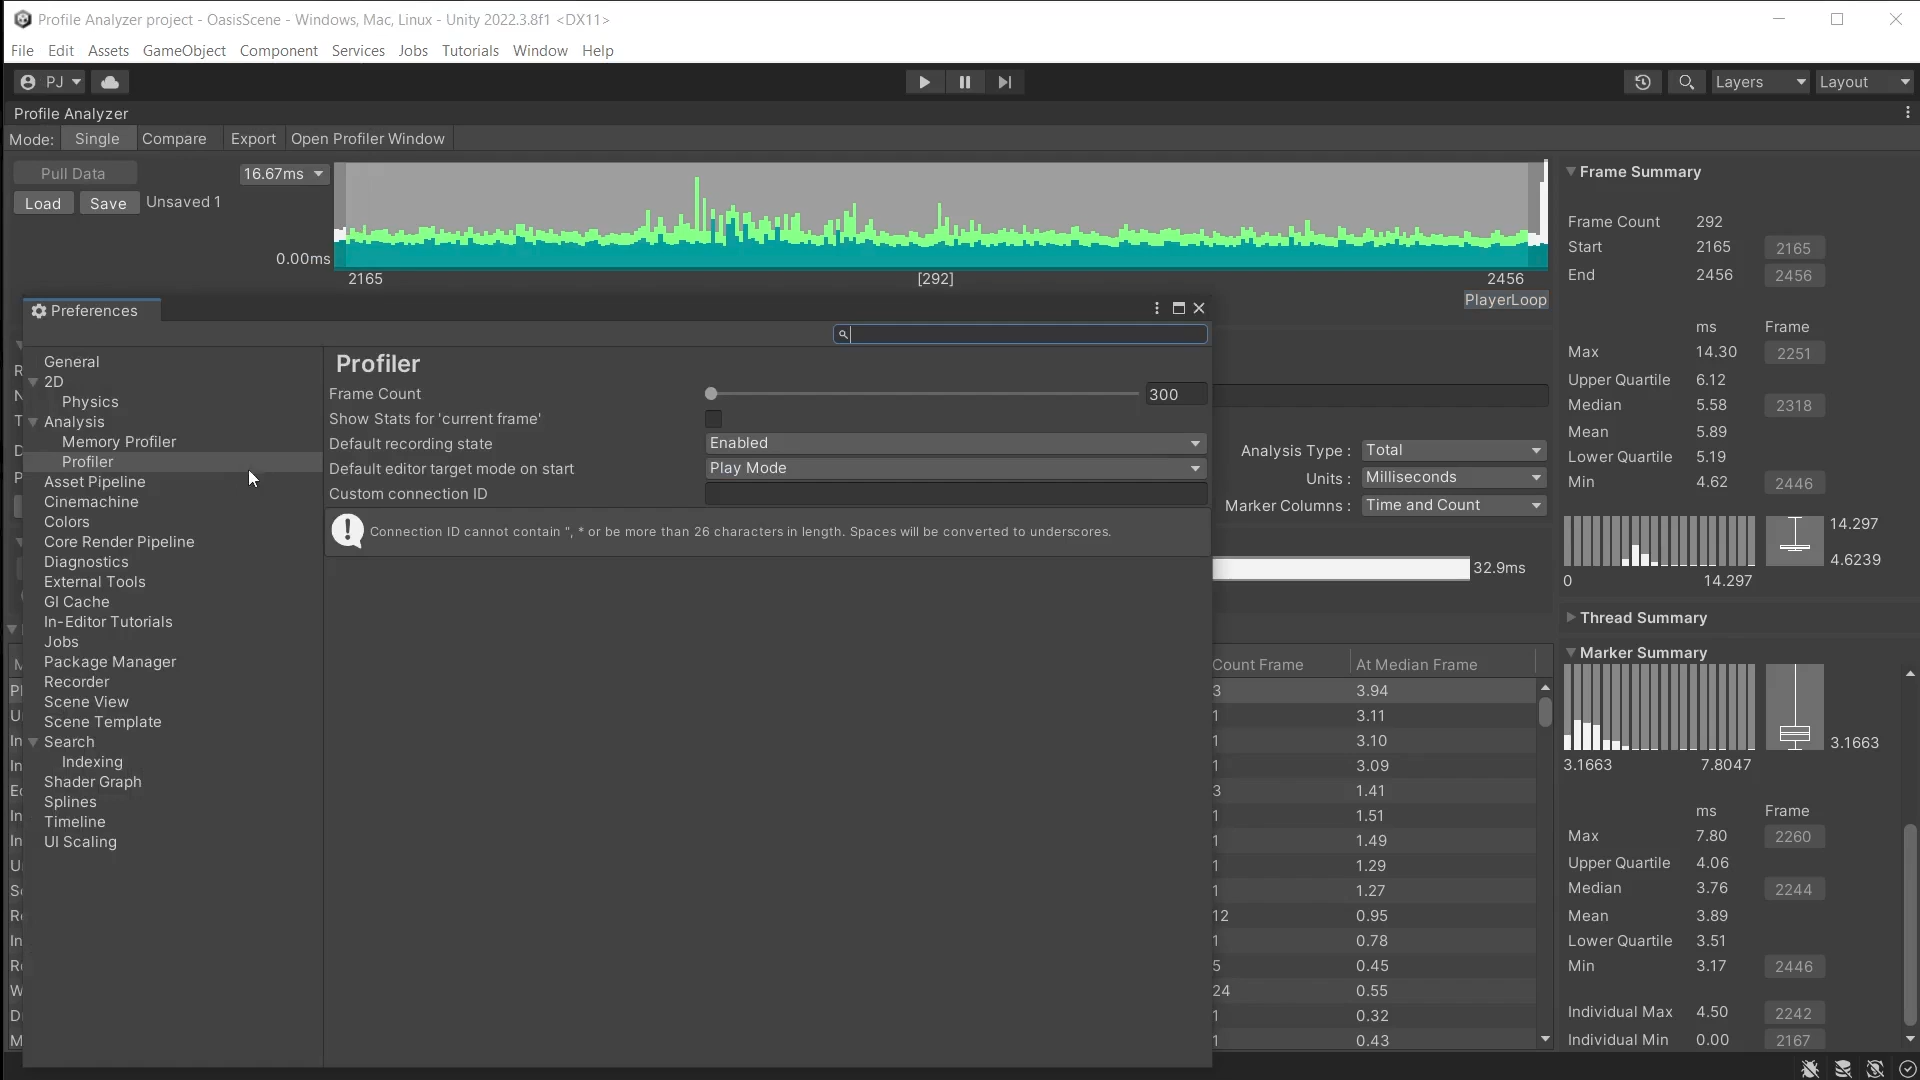 Profile Analyzer project - OasisScene - Windows, Mac, Linux - Unity 2022.3.8f1 <DX11>
File Edit Assets GameObject Component Services Jobs Tutorials Window Help
PJ Layers Layout
Profile Analyzer
Mode: Single Compare Export Open Profiler Window
Pull Data
16.67ms
Load Save Unsaved 1
0.00ms
2165 [292] 2456
PlayerLoop
Preferences
General
2D
Physics
Analysis
Memory Profiler
Profiler
Asset Pipeline
Cinemachine
Colors
Core Render Pipeline
Diagnostics
External Tools
GI Cache
In-Editor Tutorials
Jobs
Package Manager
Recorder
Scene View
Scene Template
Search
Indexing
Shader Graph
Splines
Timeline
UI Scaling
Profiler
Frame Count 300
Show Stats for 'current frame'
Default recording state Enabled
Default editor target mode on start Play Mode
Custom connection ID
Connection ID cannot contain ", * or be more than 26 characters in length. Spaces will be converted to underscores.
Analysis Type : Total
Units : Milliseconds
Marker Columns : Time and Count
32.9ms
Count Frame At Median Frame
3 3.94
1 3.11
1 3.10
1 3.09
3 1.41
1 1.51
1 1.49
1 1.29
1 1.27
12 0.95
1 0.78
5 0.45
24 0.55
1 0.32
1 0.43
Frame Summary
Frame Count 292
Start 2165 2165
End 2456 2456
ms Frame
Max 14.30 2251
Upper Quartile 6.12
Median 5.58 2318
Mean 5.89
Lower Quartile 5.19
Min 4.62 2446
14.297
4.6239
0 14.297
Thread Summary
Marker Summary
3.1663
3.1663 7.8047
ms Frame
Max 7.80 2260
Upper Quartile 4.06
Median 3.76 2244
Mean 3.89
Lower Quartile 3.51
Min 3.17 2446
Individual Max 4.50 2242
Individual Min 0.00 2167